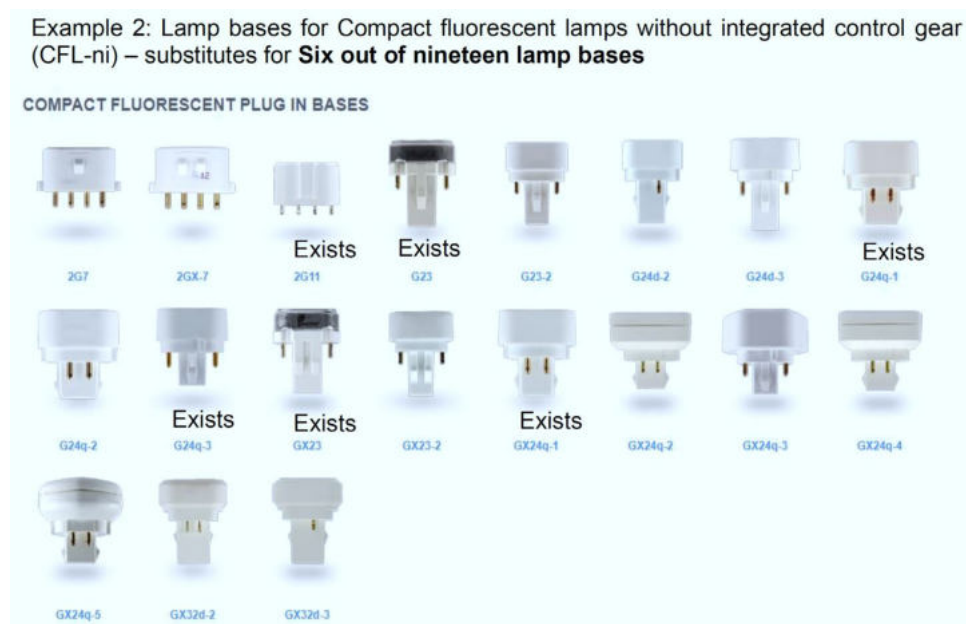 Example 2: Lamp bases for Compact fluorescent lamps without integrated control gear
(CFL-ni) – substitutes for Six out of nineteen lamp bases
COMPACT FLUORESCENT PLUG IN BASES
Exists Exists Exists
2G7 2GX-7 2G11 G23 G23-2 G24d-2 G24d-3 G24q-1
Exists Exists Exists
G24q-2 G24q-3 GX23 GX23-2 GX24q-1 GX24q-2 GX24q-3 GX24q-4
GX24q-5 GX32d-2 GX32d-3